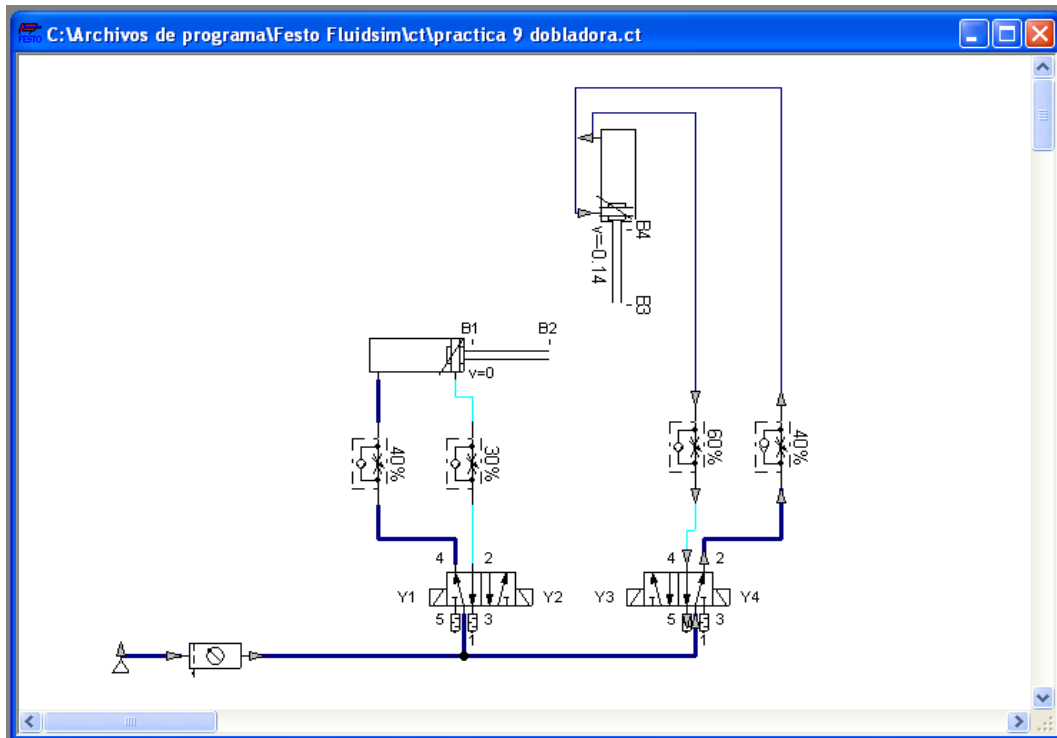 FESTO C:\Archivos de programa\Festo Fluidsim\ct\practica 9 dobladora.ct
B4
v=-0.14
B3
B1 B2
v=0
40% 30% 60% 40%
4 2 4 2
Y1 Y2 Y3 Y4
5 3 5 3
1 1